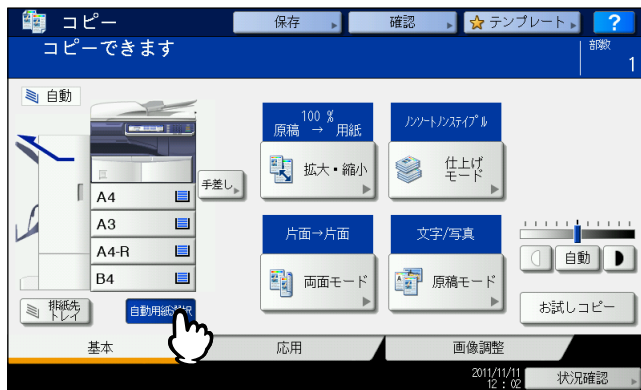 コピー
保存
確認
テンプレート
?
コピーできます
部数
1
自動
100 %
原稿 → 用紙
拡大・縮小
ノンソートノンステイプル
仕上げ
モード
手差し
A4
A3
A4-R
B4
片面→片面
両面モード
文字/写真
原稿モード
自動
排紙先
トレイ
自動用紙選択
お試しコピー
基本
応用
画像調整
2011/11/11
12：02
状況確認